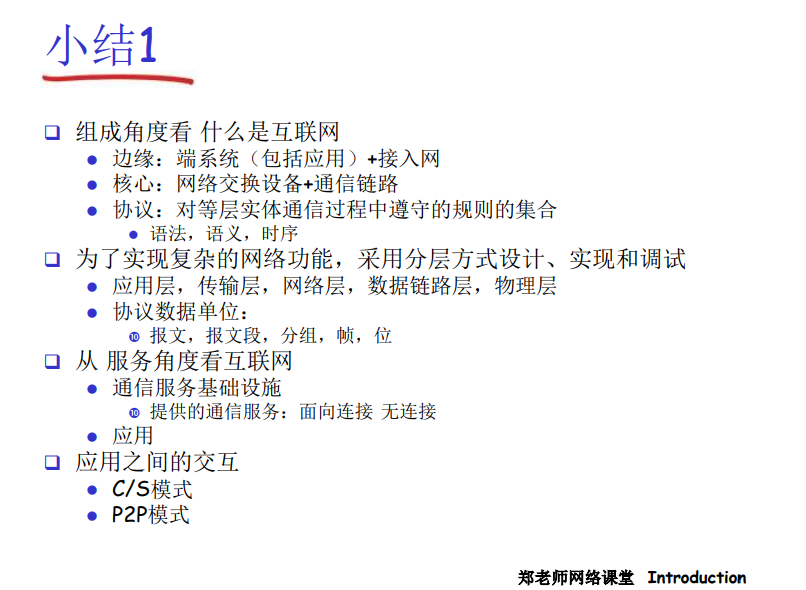 小结1
组成角度看 什么是互联网
边缘：端系统（包括应用）+接入网
核心：网络交换设备+通信链路
协议：对等层实体通信过程中遵守的规则的集合
语法，语义，时序
为了实现复杂的网络功能，采用分层方式设计、实现和调试
应用层，传输层，网络层，数据链路层，物理层
协议数据单位：
⑩ 报文，报文段，分组，帧，位
从 服务角度看互联网
通信服务基础设施
⑩ 提供的通信服务：面向连接 无连接
应用
应用之间的交互
C/S模式
P2P模式
郑老师网络课堂 Introduction